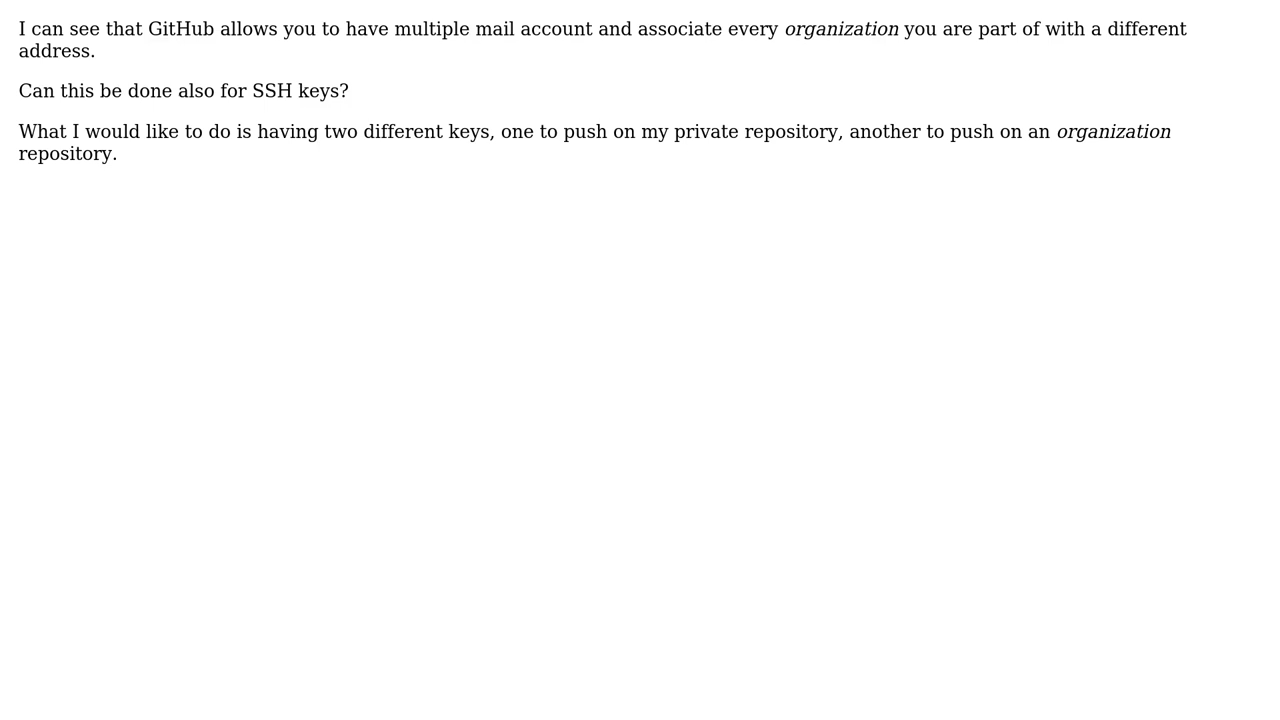 I can see that GitHub allows you to have multiple mail account and associate every organization you are part of with a different
address.
Can this be done also for SSH keys?
What I would like to do is having two different keys, one to push on my private repository, another to push on an organization
repository.